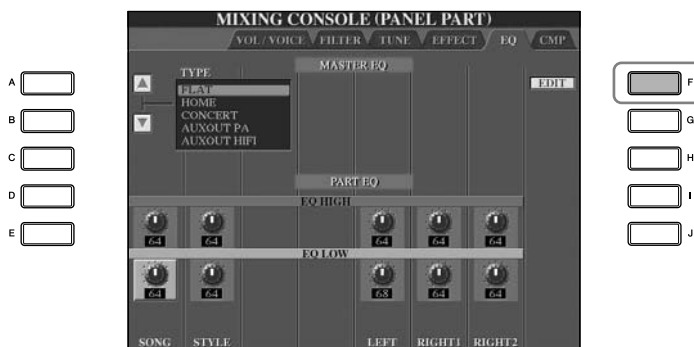 MIXING CONSOLE (PANEL PART)
VOL / VOICE FILTER TUNE EFFECT EQ CMP
TYPE
MASTER EQ
EDIT
FLAT
HOME
CONCERT
AUXOUT PA
AUXOUT HIFI
PART EQ
EQ HIGH
64 64 64 64 64
EQ LOW
64 64 68 64 64
SONG STYLE LEFT RIGHT1 RIGHT2
A
B
C
D
E
F
G
H
I
J